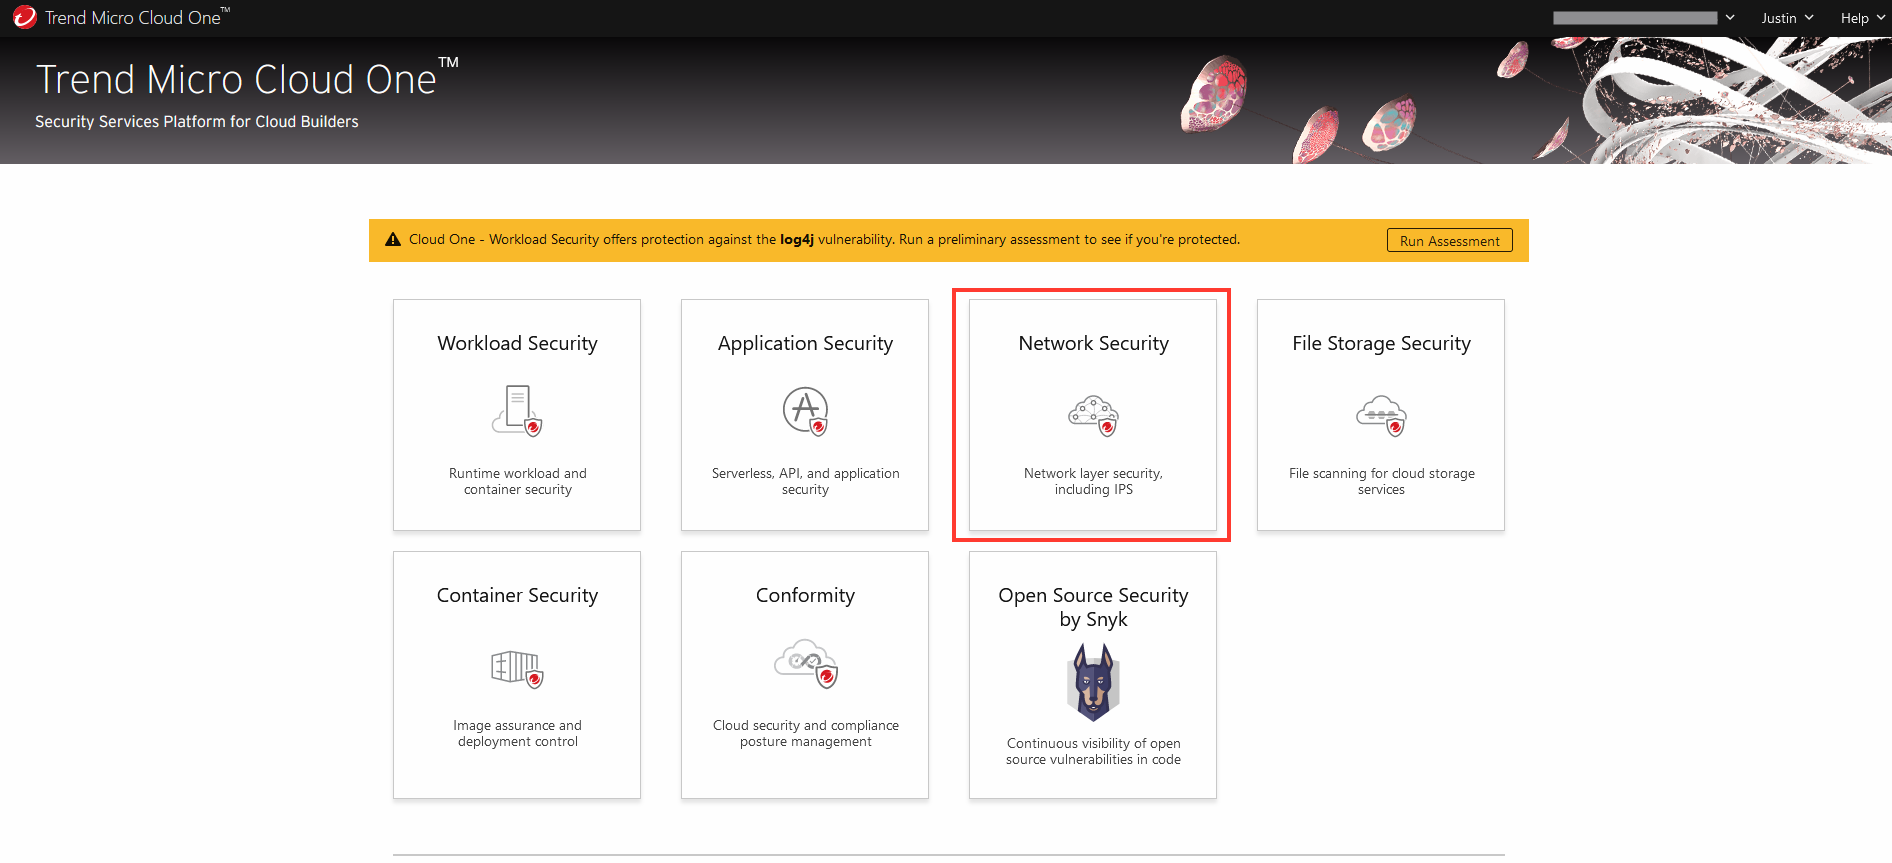 Trend Micro Cloud One™
Justin
Help
Trend Micro Cloud One™
Security Services Platform for Cloud Builders
Cloud One - Workload Security offers protection against the log4j vulnerability. Run a preliminary assessment to see if you're protected.
Run Assessment
Workload Security
Runtime workload and
container security
Application Security
Serverless, API, and application
security
Network Security
Network layer security,
including IPS
File Storage Security
File scanning for cloud storage
services
Container Security
Image assurance and
deployment control
Conformity
Cloud security and compliance
posture management
Open Source Security
by Snyk
Continuous visibility of open
source vulnerabilities in code